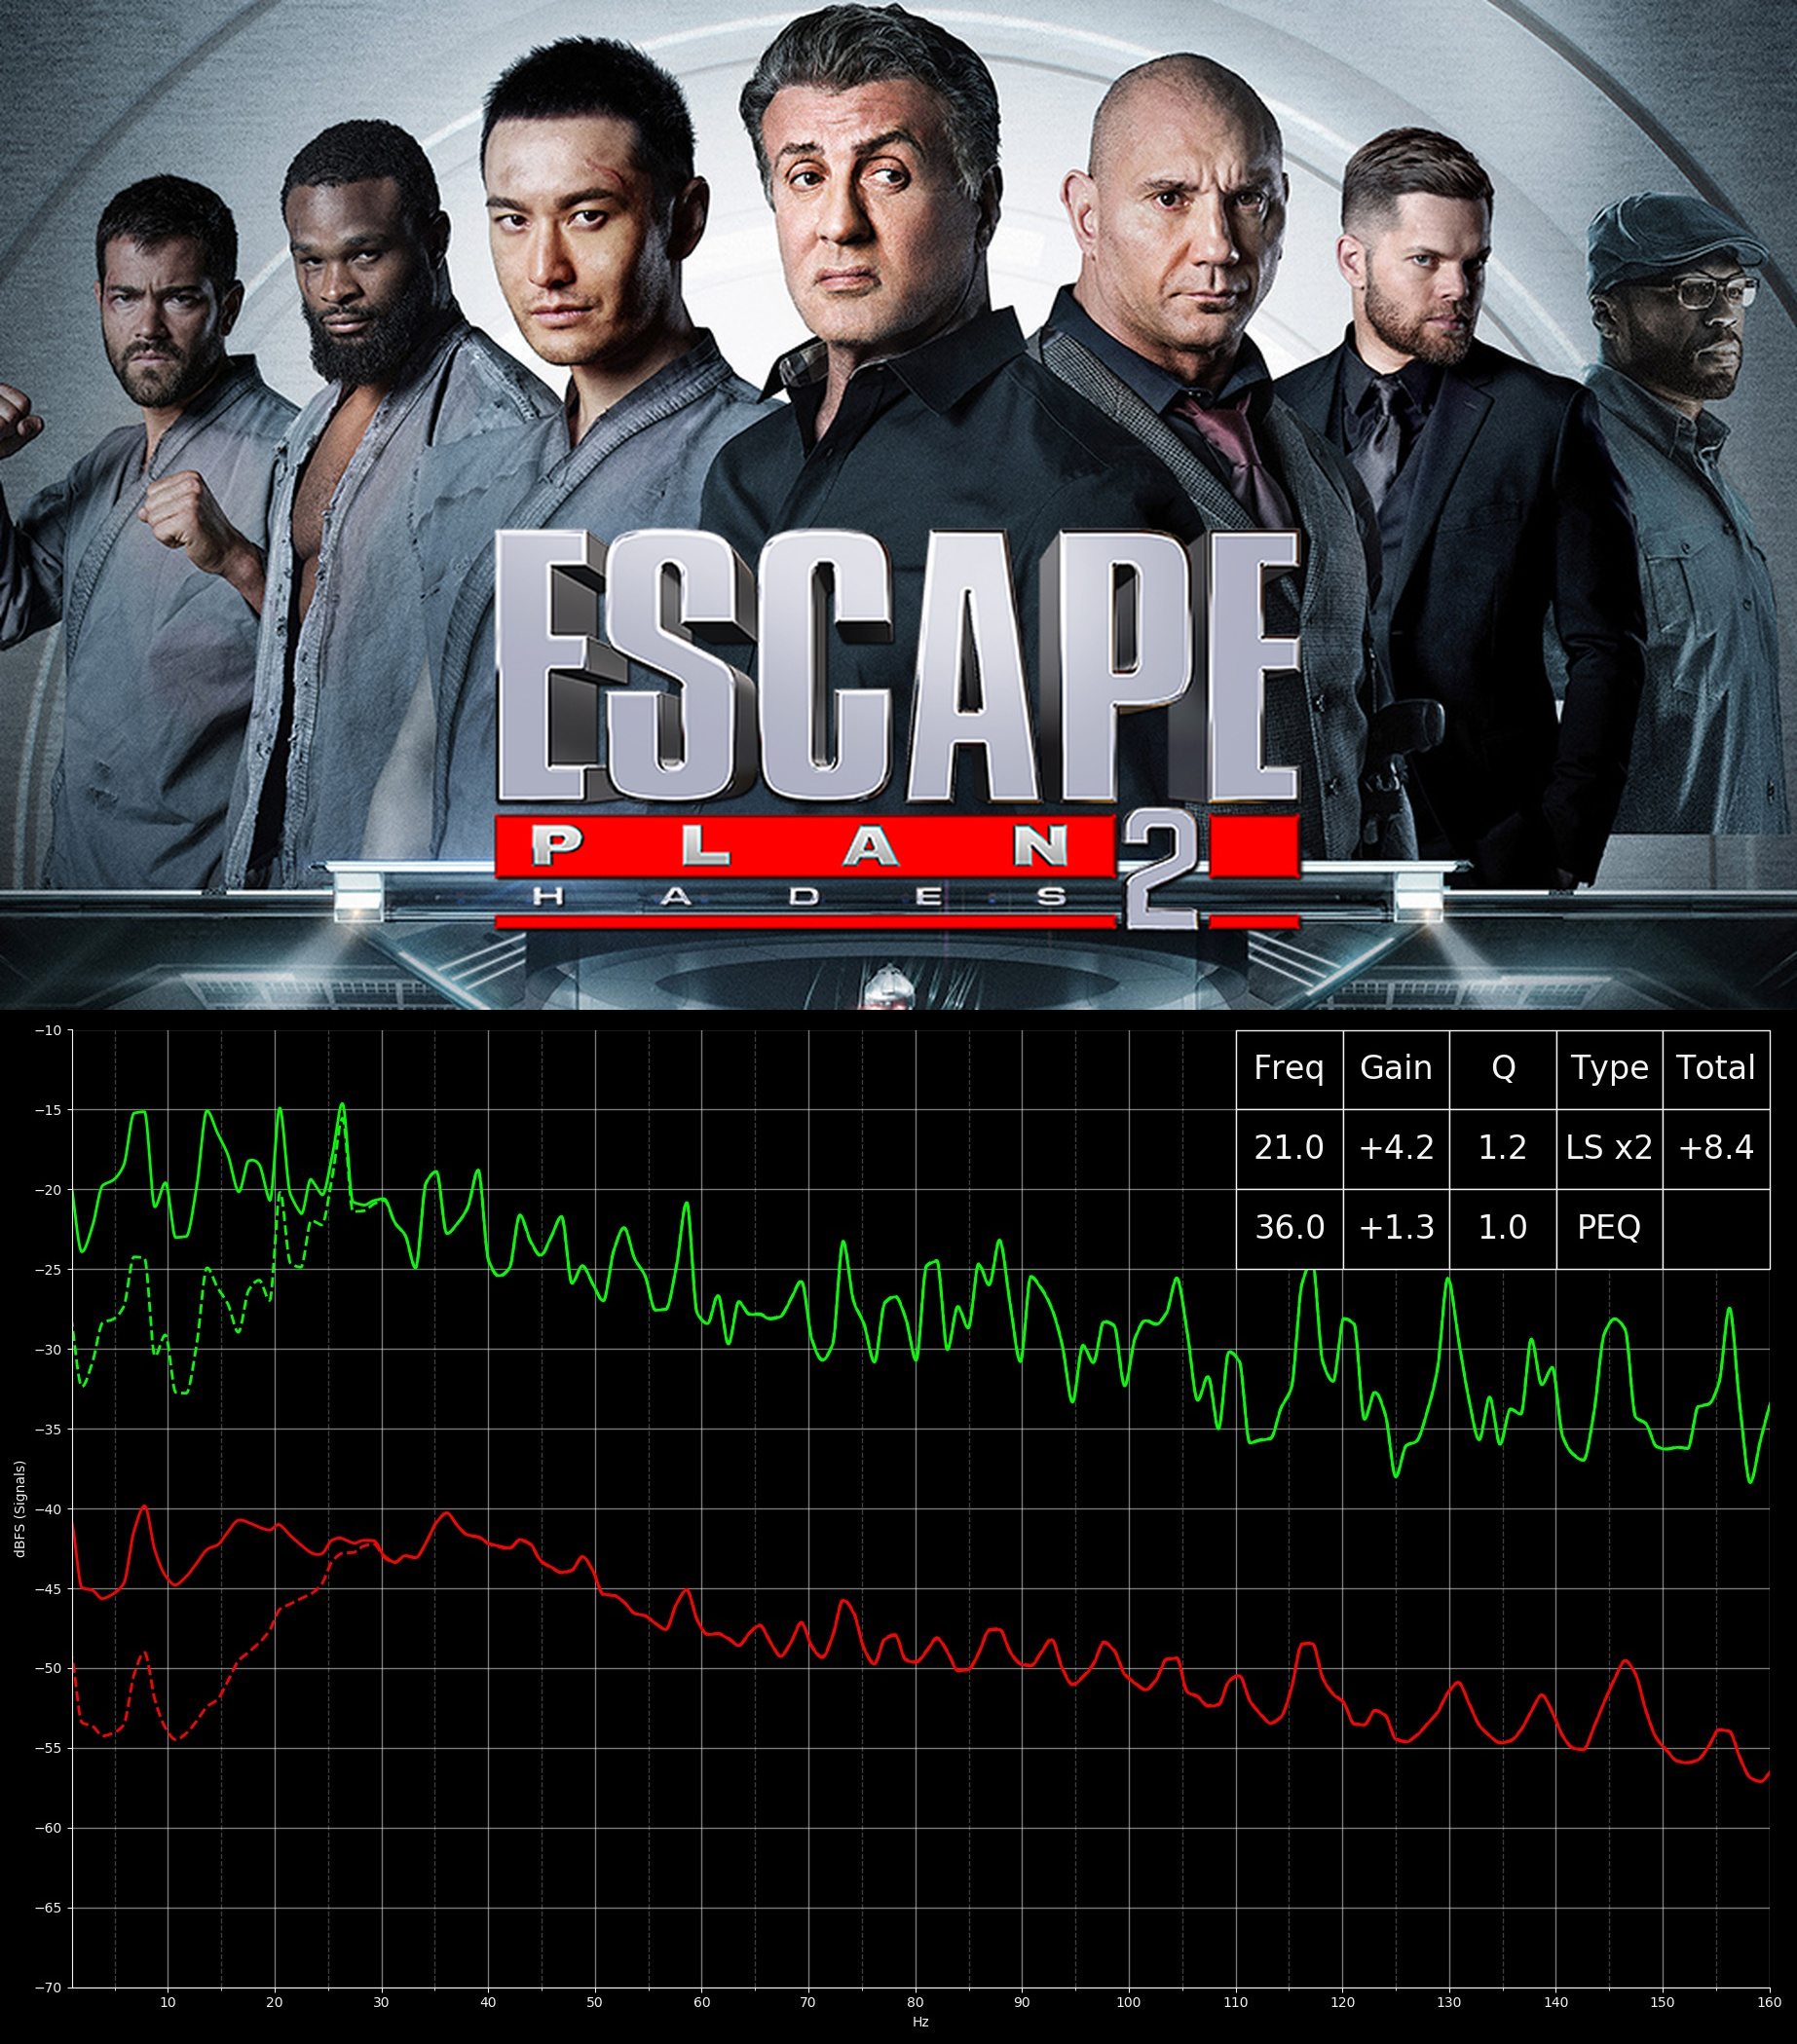 ESCAPE
PLAN 2
HADES
−10
−15
−20
−25
−30
−35
−40
−45
−50
−55
−60
−65
−70
dBFS (Signals)
Freq Gain Q Type Total
21.0 +4.2 1.2 LS x2 +8.4
36.0 +1.3 1.0 PEQ
10 20 30 40 50 60 70 80 90 100 110 120 130 140 150 160
Hz